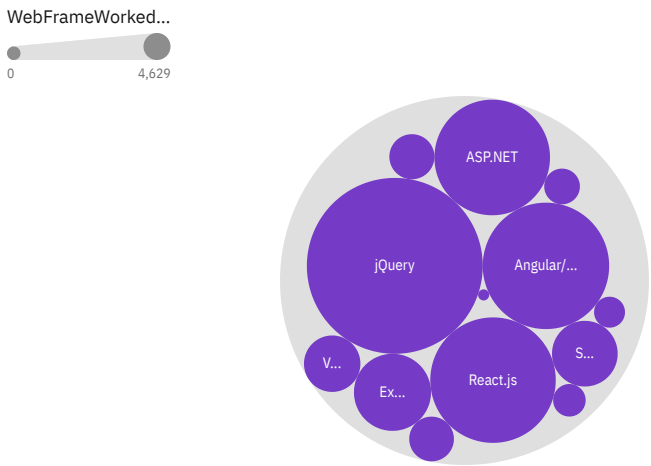 WebFrameWorked...
0 4,629
ASP.NET
jQuery
Angular/...
S...
V...
React.js
Ex...